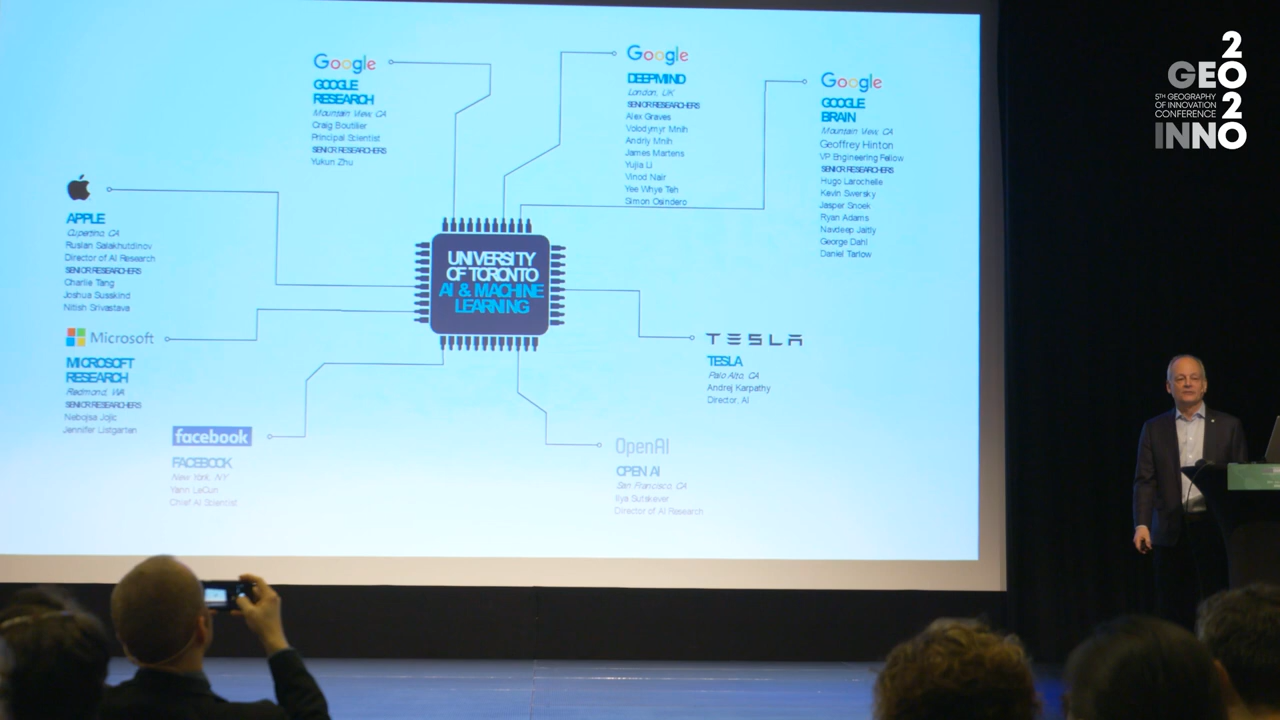 Google
GOOGLE
RESEARCH
Mountain View, CA
Craig Boutilier
Principal Scientist
SENIOR RESEARCHERS
Yukun Zhu
Google
DEEPMIND
London, UK
SENIOR RESEARCHERS
Alex Graves
Volodymyr Mnih
Andriy Mnih
James Martens
Yujia Li
Vinod Nair
Yee Whye Teh
Simon Osindero
Google
GOOGLE
BRAIN
Mountain View, CA
Geoffrey Hinton
VP Engineering Fellow
SENIOR RESEARCHERS
Hugo Larochelle
Kevin Swersky
Jasper Snoek
Ryan Adams
Navdeep Jaitly
George Dahl
Daniel Tarlow
APPLE
Cupertino, CA
Ruslan Salakhutdinov
Director of AI Research
SENIOR RESEARCHERS
Charlie Tang
Joshua Susskind
Nitish Srivastava
UNIVERSITY
OF TORONTO
AI & MACHINE
LEARNING
Microsoft
MICROSOFT
RESEARCH
Redmond, WA
SENIOR RESEARCHERS
Nebojsa Jojic
Jennifer Listgarten
TESLA
TESLA
Palo Alto, CA
Andrej Karpathy
Director, AI
facebook
FACEBOOK
New York, NY
Yann LeCun
Chief AI Scientist
OpenAI
OPEN AI
San Francisco, CA
Ilya Sutskever
Director of AI Research
2
GEO
5TH GEOGRAPHY
OF INNOVATION
CONFERENCE
2
INNO